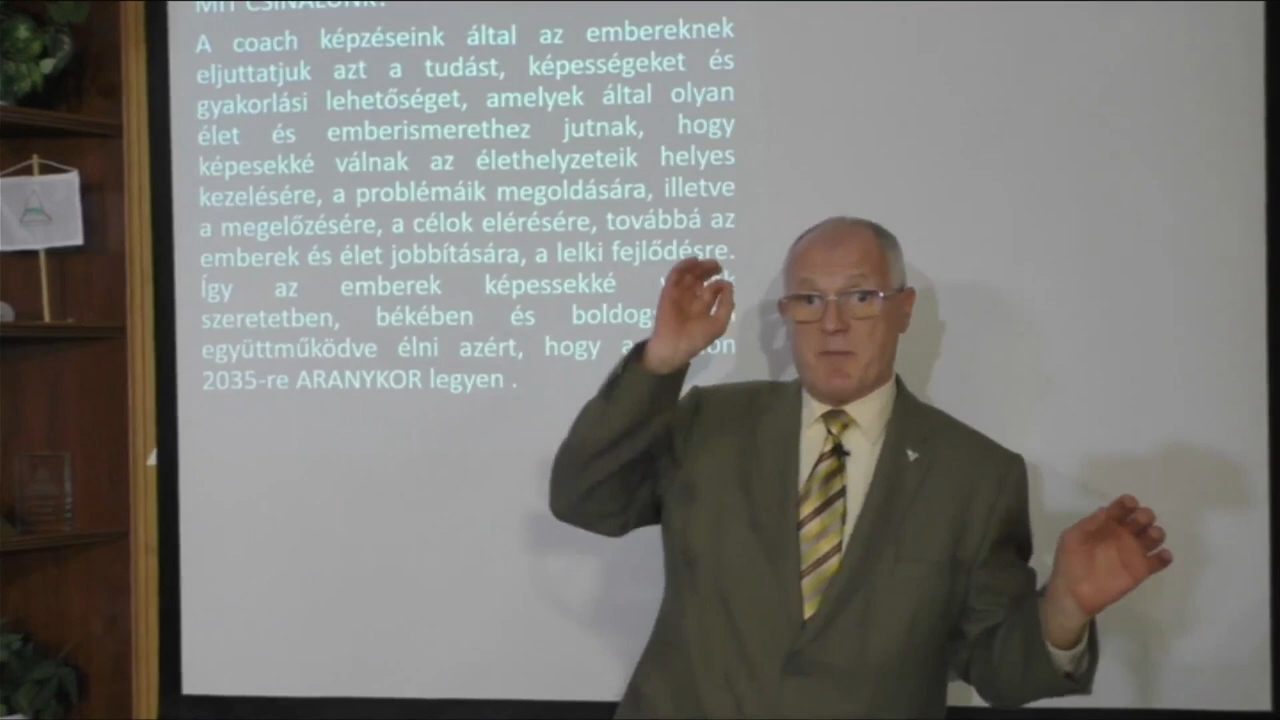 MIT CSINÁLUNK?
A coach képzéseink által az embereknek
eljuttatjuk azt a tudást, képességeket és
gyakorlási lehetőséget, amelyek által olyan
élet és emberismerethez jutnak, hogy
képesekké válnak az élethelyzeteik helyes
kezelésére, a problémáik megoldására, illetve
a megelőzésére, a célok elérésére, továbbá az
emberek és élet jobbítására, a lelki fejlődésre.
Így az emberek képessekké
szeretetben, békében és
együttműködve élni azért, hogy
2035-re ARANYKOR legyen .